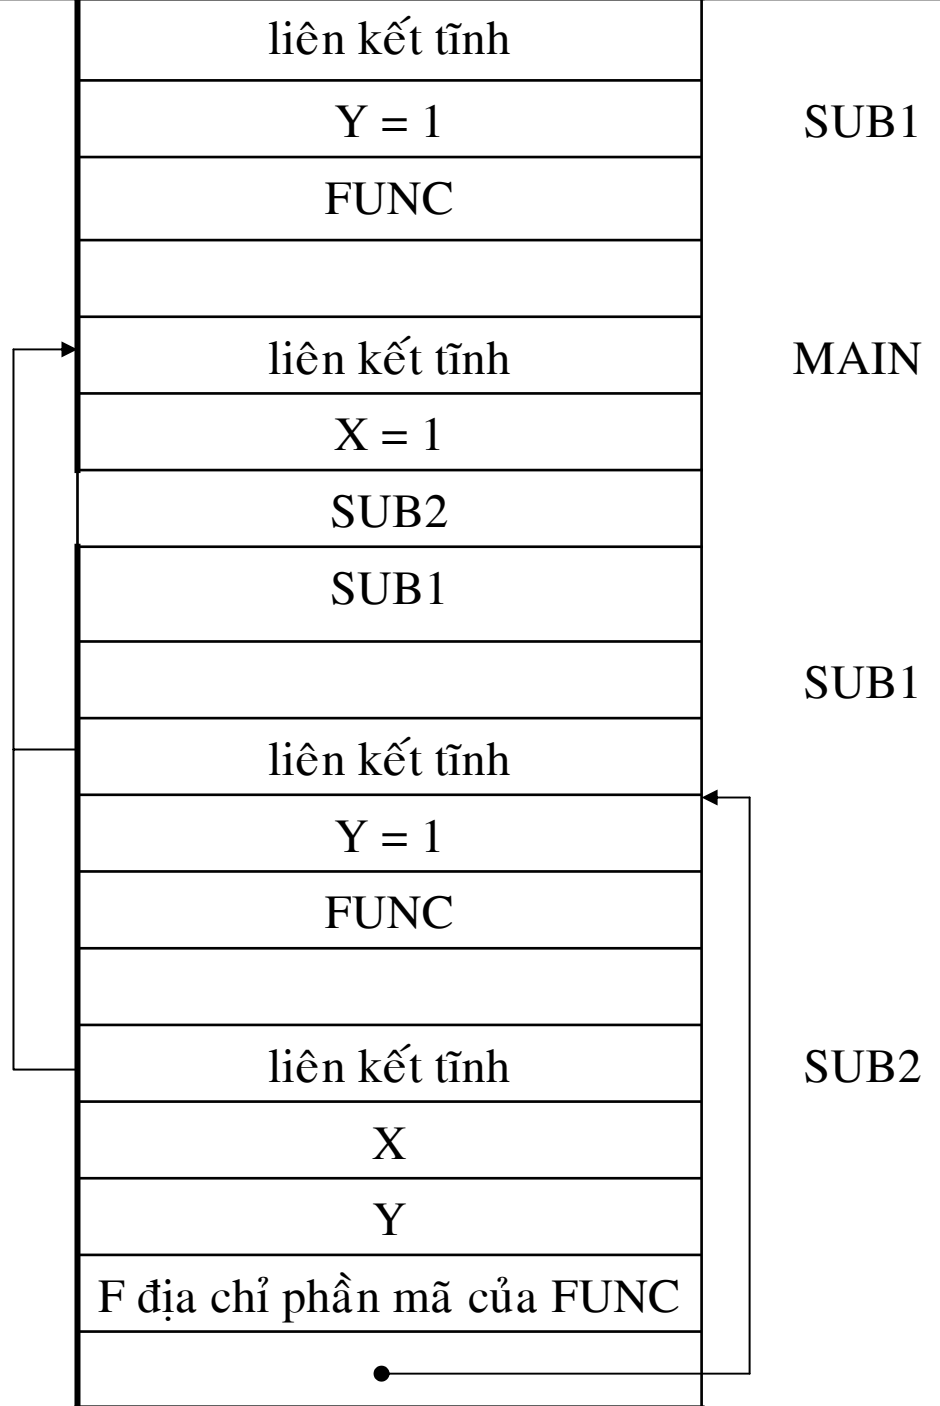 liên kết tĩnh
Y = 1
SUB1
FUNC
liên kết tĩnh
MAIN
X = 1
SUB2
SUB1
SUB1
liên kết tĩnh
Y = 1
FUNC
liên kết tĩnh
SUB2
X
Y
F địa chỉ phần mã của FUNC